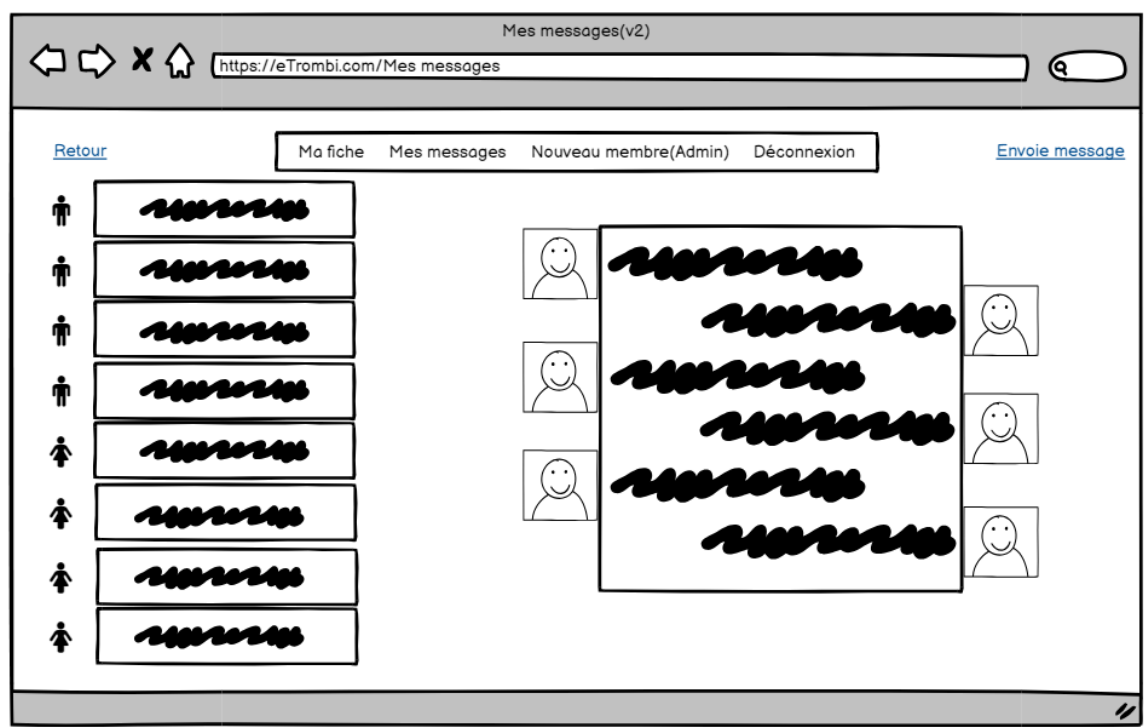 Mes messages(v2)
https://eTrombi.com/Mes messages
Retour
Ma fiche Mes messages Nouveau membre(Admin) Déconnexion
Envoie message